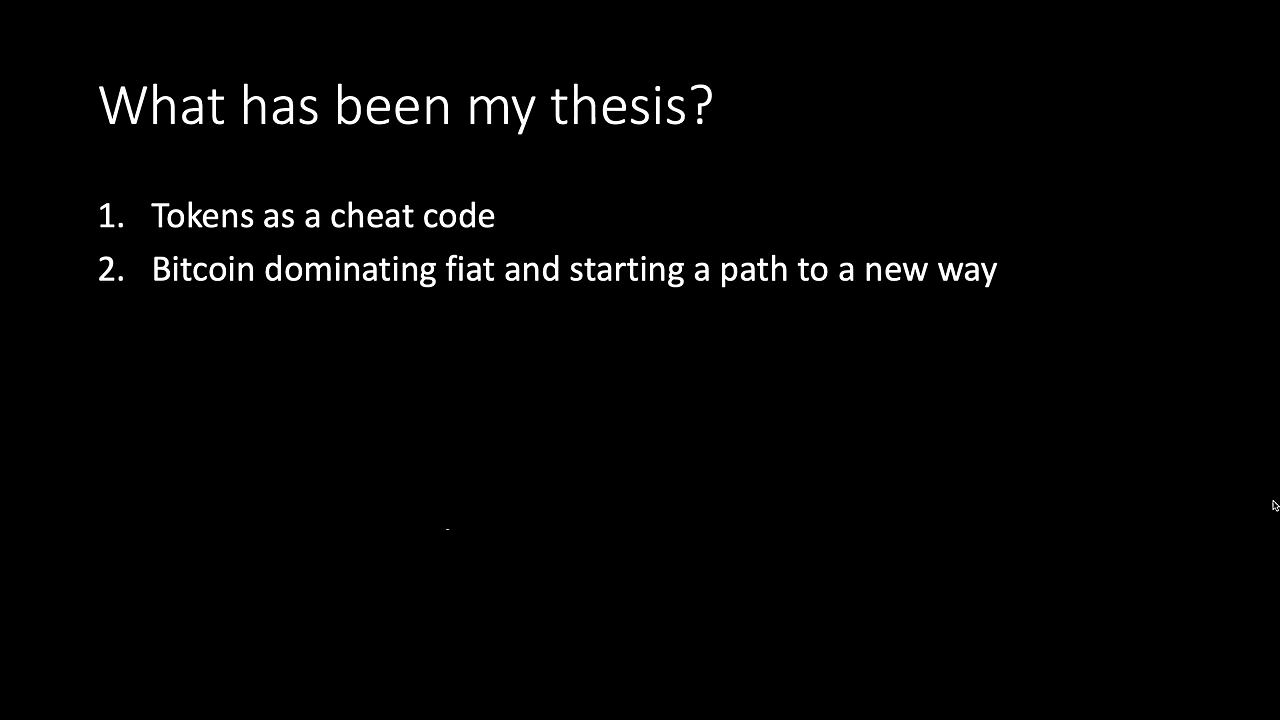 What has been my thesis?
1. Tokens as a cheat code
2. Bitcoin dominating fiat and starting a path to a new way